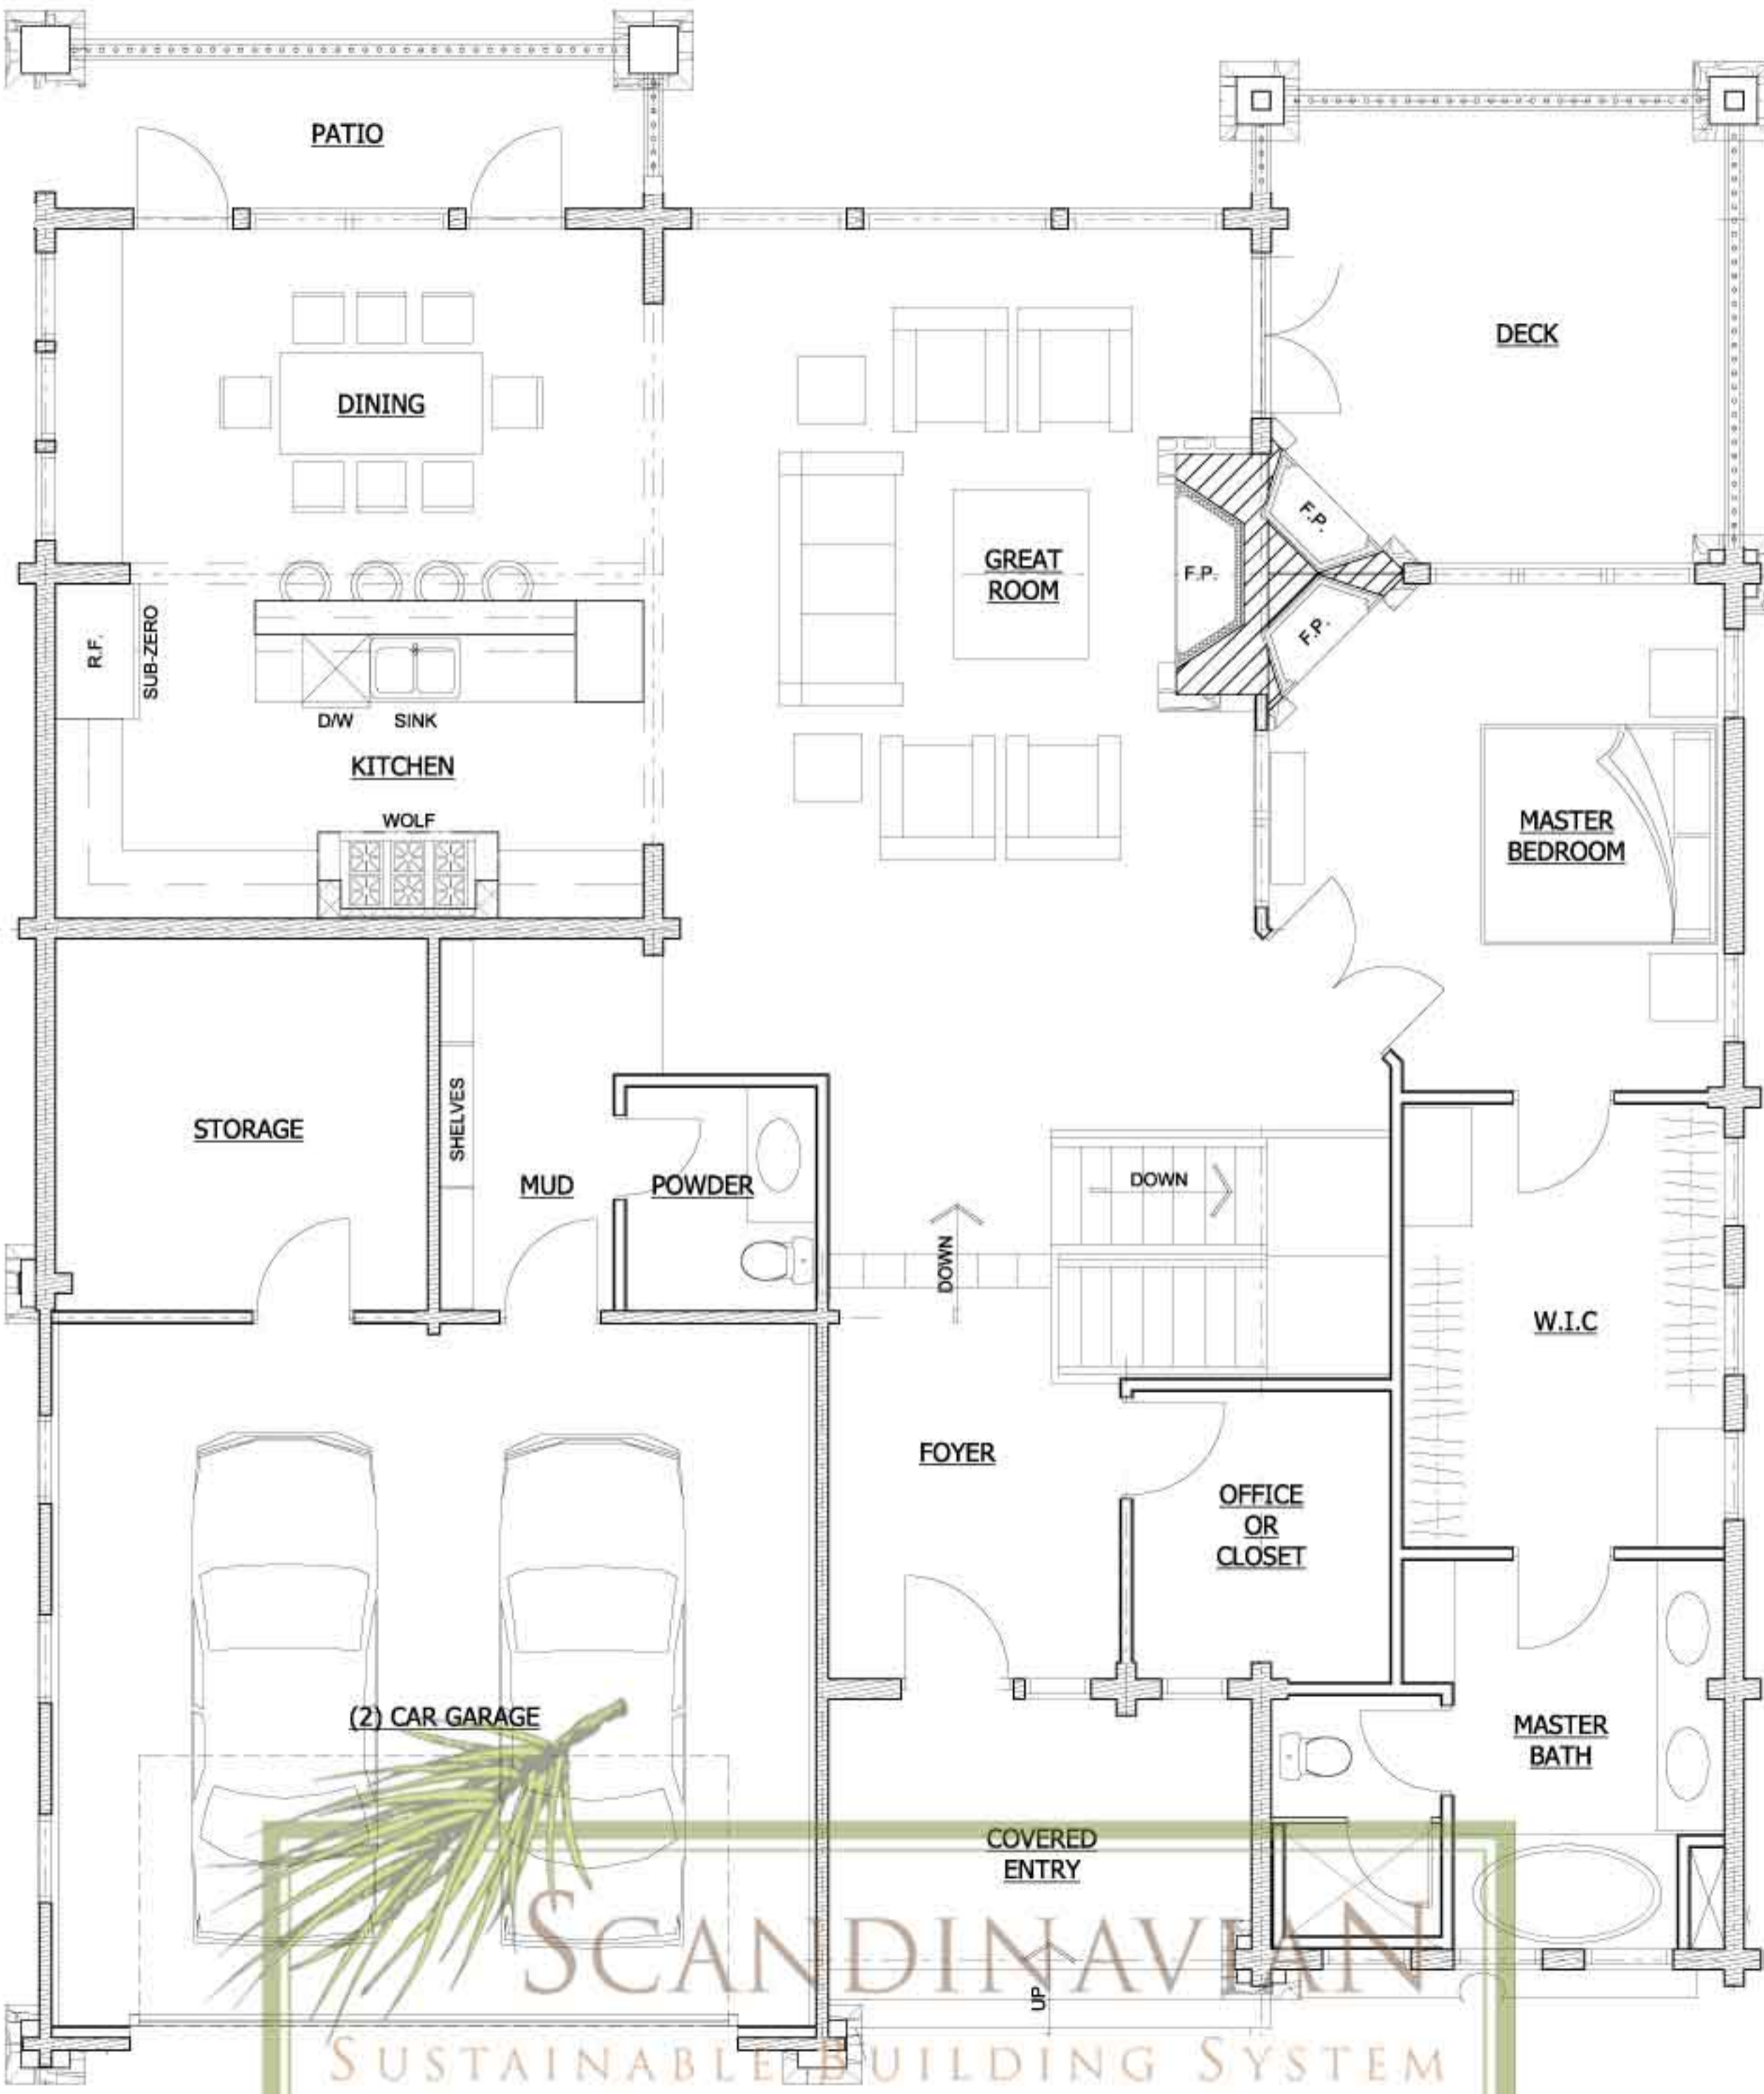 PATIO
DECK
DINING
F.P.
GREAT
ROOM
F.P.
F.P.
R.F.
SUB-ZERO
D/W
SINK
KITCHEN
WOLF
MASTER
BEDROOM
STORAGE
SHELVES
MUD
POWDER
DOWN
DOWN
W.I.C
FOYER
OFFICE
OR
CLOSET
(2) CAR GARAGE
MASTER
BATH
COVERED
ENTRY
UP
SCANDINAVIAN
SUSTAINABLE BUILDING SYSTEM